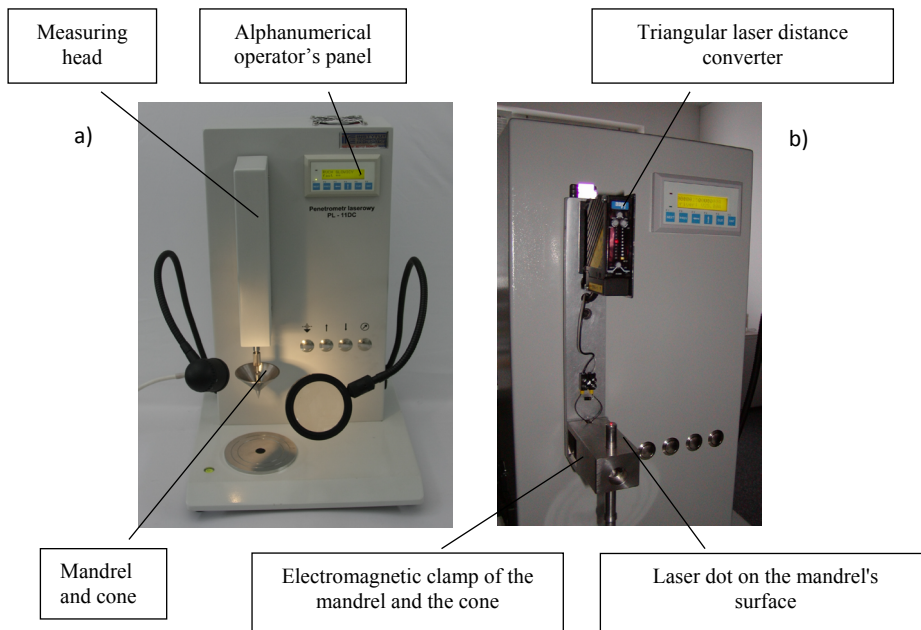 Measuring
head
Alphanumerical
operator's panel
Triangular laser distance
converter
a)
b)
Penetrometr laserowy
PL - 11DC
Mandrel
and cone
Electromagnetic clamp of the
mandrel and the cone
Laser dot on the mandrel's
surface